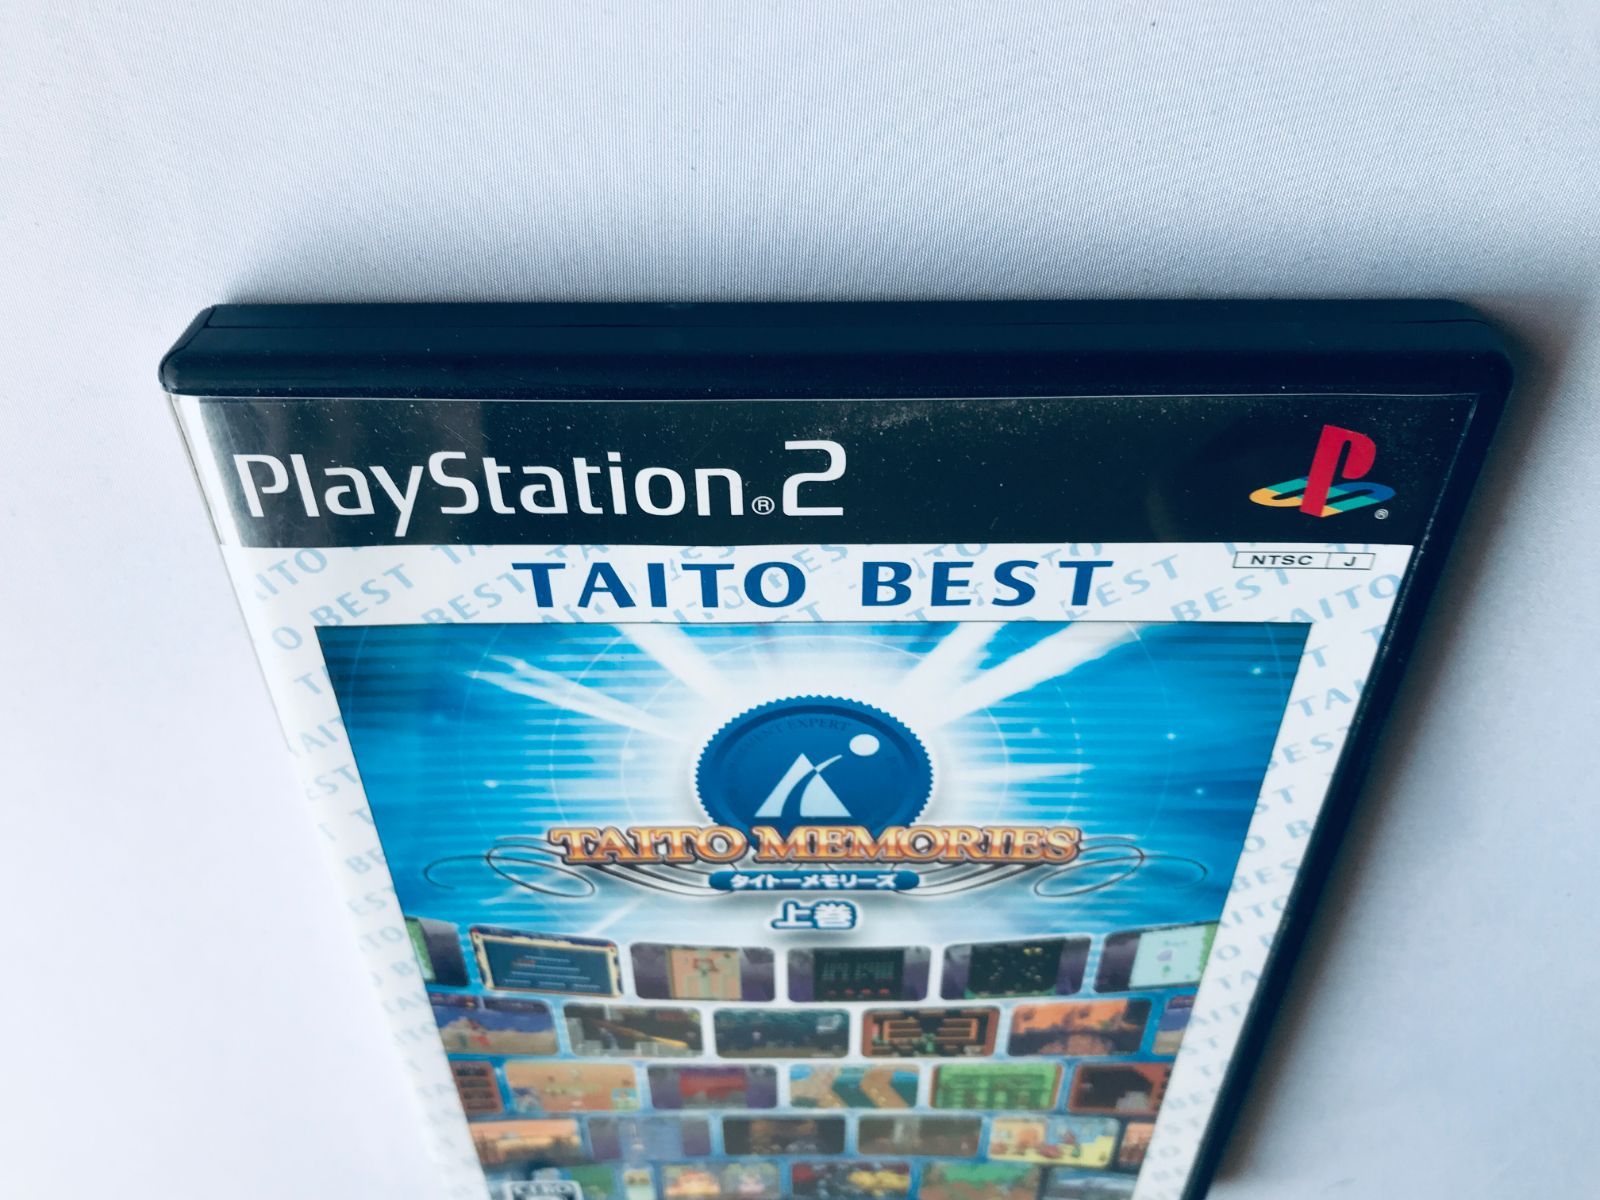 PlayStation®2
NTSC J
TAITO BEST
TAITO MEMORIES
タイトーメモリーズ
上巻